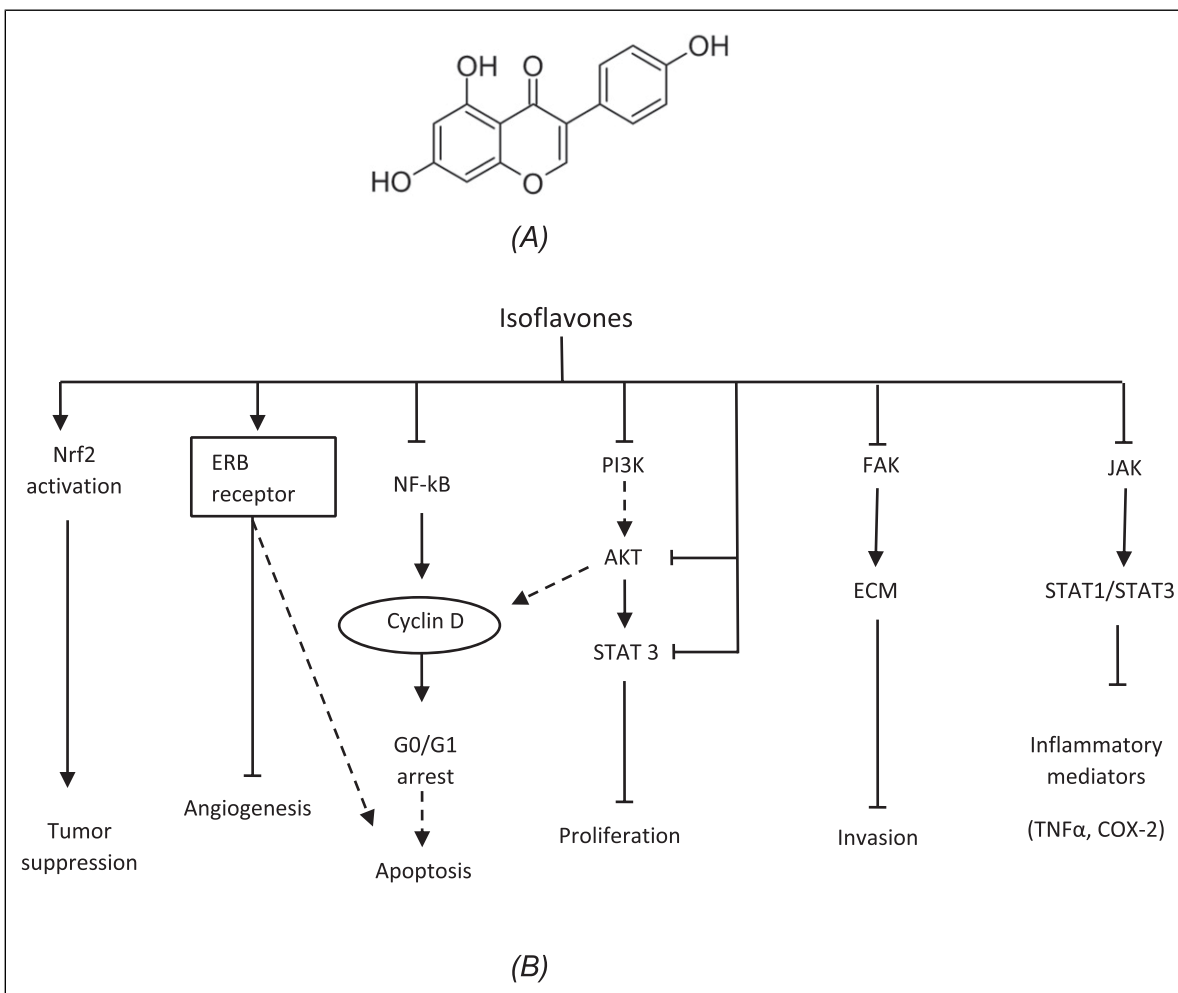 OH
O
OH
HO
O
(A)
Isoflavones
Nrf2
activation
ERB
receptor
NF-kB
PI3K
FAK
JAK
AKT
ECM
STAT1/STAT3
Cyclin D
STAT 3
G0/G1
arrest
Inflammatory
mediators
(TNFα, COX-2)
Angiogenesis
Tumor
suppression
Apoptosis
Proliferation
Invasion
(B)